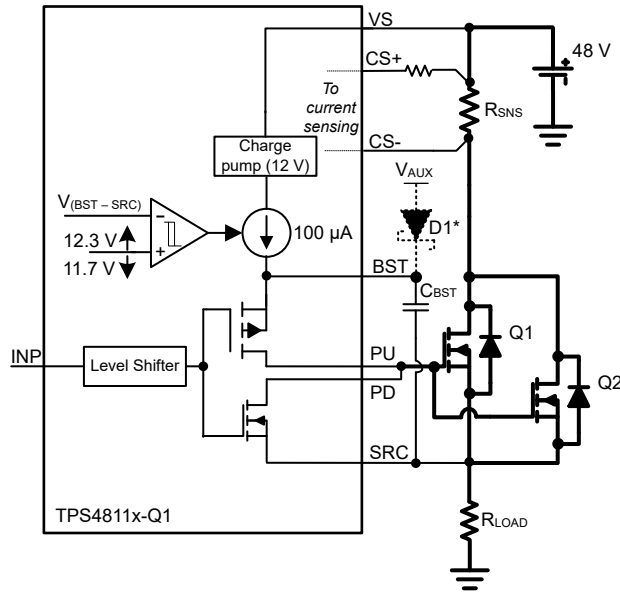 VS
48 V
CS+
To
current
sensing
RSNS
CS-
Charge
pump (12 V)
VAUX
V(BST – SRC)
D1*
12.3 V
100 µA
11.7 V
BST
CBST
Q1
INP
Level Shifter
PU
Q2
PD
SRC
RLOAD
TPS4811x-Q1